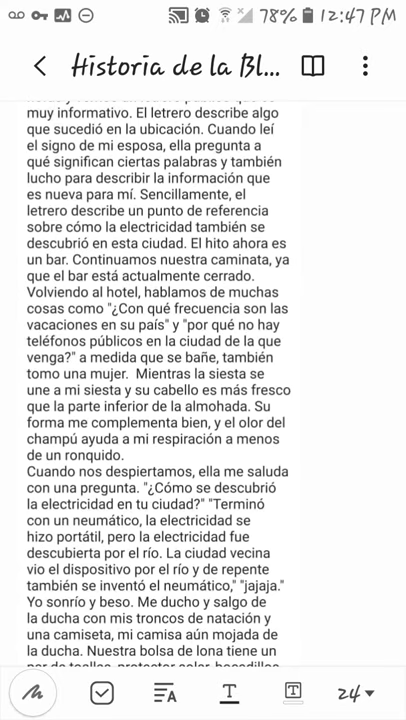 78% 12:47 PM
Historia de la Bl...
muy informativo. El letrero describe algo
que sucedió en la ubicación. Cuando leí
el signo de mi esposa, ella pregunta a
qué significan ciertas palabras y también
lucho para describir la información que
es nueva para mí. Sencillamente, el
letrero describe un punto de referencia
sobre cómo la electricidad también se
descubrió en esta ciudad. El hito ahora es
un bar. Continuamos nuestra caminata, ya
que el bar está actualmente cerrado.
Volviendo al hotel, hablamos de muchas
cosas como "¿Con qué frecuencia son las
vacaciones en su país" y "por qué no hay
teléfonos públicos en la ciudad de la que
venga?" a medida que se bañe, también
tomo una mujer.  Mientras la siesta se
une a mi siesta y su cabello es más fresco
que la parte inferior de la almohada. Su
forma me complementa bien, y el olor del
champú ayuda a mi respiración a menos
de un ronquido.
Cuando nos despiertamos, ella me saluda
con una pregunta. "¿Cómo se descubrió
la electricidad en tu ciudad?" "Terminó
con un neumático, la electricidad se
hizo portátil, pero la electricidad fue
descubierta por el río. La ciudad vecina
vio el dispositivo por el río y de repente
también se inventó el neumático," "jajaja."
Yo sonrío y beso. Me ducho y salgo de
la ducha con mis troncos de natación y
una camiseta, mi camisa aún mojada de
la ducha. Nuestra bolsa de lona tiene un
par de toallas, protector solar, bocadillos
24